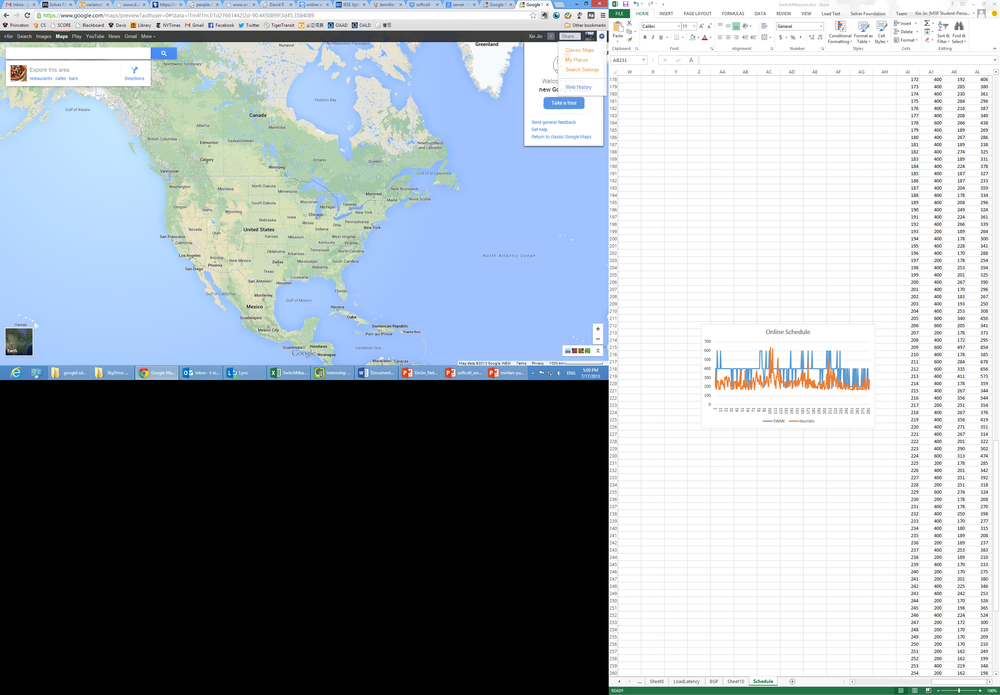 Inbox - ji
Solver Fo
variance
www.it.u
https://w
people.c
www.or.
David R.
online sc
IEEE Xplo
Jennifer
softcell -
server - G
Google M
Google M
https://www.google.com/maps/preview?authuser=0#!data=!1m4!1m3!1d27661442!2d-90.4450899!3d45.3584089
Princeton CS SCORE Blackboard Davis Library NYTimes Gmail Facebook Twitter TigerTransit 必应词典 OAAD OALD 番茄 Other bookmarks
+Xin Search Images Maps Play YouTube News Gmail More Xin Jin 0 Share...
Explore this area
restaurants · cafes · bars
Directions
Classic Maps
My Places
Search Settings
Web History
new Google Maps
Take a tour
Send general feedback
Get help
Return to classic Google Maps
Northwestern Passages
Nunavut
Greenland
Northwest Territories
Gulf of Alaska
Hudson Bay
Canada
Alberta
Manitoba
British Columbia
Edmonton
Saskatchewan
Newfoundland
and Labrador
Calgary
Ontario
Quebec
Winnipeg
Vancouver
Gulf of St Lawrence
Washington
Montana
North Dakota
Minnesota
Montreal
New Brunswick
Maine
Nova Scotia
Oregon
Idaho
South Dakota
Wisconsin
Michigan
Toronto
Wyoming
Iowa
Chicago
New York
Nebraska
Illinois
Pennsylvania
Nevada
United States
Indiana
Ohio
New York
Utah
San Francisco
California
Kansas
Missouri
West Virginia
Kentucky
Virginia
Los Angeles
Arizona
Oklahoma
Arkansas
Tennessee
North Carolina
North Atlantic Ocean
Phoenix
New Mexico
Dallas
Mississippi
South Carolina
San Diego
Alabama
Texas
Louisiana
San Antonio
Houston
Florida
Gulf of California
Monterrey
Gulf of Mexico
Mexico
Havana
Guadalajara
Cuba
Mexico City
Dominican Republic
Port-au-Prince
Puerto Rico
Hawaii
Earth
Guatemala
Honduras
Caribbean Sea
Google
Nicaragua
Maracaibo
Caracas
Map data ©2013 Google, INEGI Terms Privacy 1000 km
googld sd...
SkyDrive ...
Google Ma...
Inbox - t-xi...
Lync
SwitchMea...
Internship ...
Document...
XinJin_Net...
softcell_xin...
minlan-yu...
ENG
5:09 PM
7/17/2013
SwitchMeasure.xlsx - Excel
FILE HOME INSERT PAGE LAYOUT FORMULAS DATA REVIEW VIEW Load Test Solver Foundation Team Xin Jin (MSR Student-Perso...
Paste
Calibri 11
B I U
General
$ % ,
Conditional Formatting
Format as Table
Cell Styles
Insert
Delete
Format
Sort & Filter
Find & Select
Clipboard Font Alignment Number Styles Cells Editing
AB231 fx
W X Y Z AA AB AC AD AE AF AG AH AI AJ AK AL
178 172 400 192 406
179 173 400 285 380
180 174 400 230 361
181 175 400 284 296
182 176 400 216 387
183 177 400 208 340
184 178 600 266 438
185 179 400 189 269
186 180 400 267 286
187 181 400 189 238
188 182 400 274 325
189 183 400 189 331
190 184 400 224 378
191 185 400 187 327
192 186 400 187 233
193 187 400 204 359
194 188 400 178 334
195 189 400 208 296
196 190 400 249 324
197 191 400 224 361
198 192 400 266 339
199 193 200 189 264
200 194 400 178 300
201 195 400 228 341
202 196 400 170 288
203 197 200 178 254
204 198 400 253 354
205 199 400 201 325
206 200 400 267 390
207 201 400 170 296
208 202 400 183 267
209 203 400 193 250
210 204 400 253 308
211 205 600 340 450
212 206 600 205 341
213 207 200 178 373
214 208 400 172 295
215 209 600 497 854
216 210 400 178 385
217 211 600 284 678
218 212 600 335 656
219 213 400 411 573
220 214 400 178 359
221 215 400 267 344
222 216 400 356 544
223 217 200 251 354
224 218 400 267 376
225 219 400 356 419
226 220 400 271 351
227 221 400 267 314
228 222 400 201 322
229 223 400 290 502
230 224 600 313 474
231 225 200 178 285
232 226 400 201 342
233 227 400 251 392
234 228 200 251 318
235 229 600 274 324
236 230 200 178 208
237 231 400 178 270
238 232 400 250 398
239 233 400 170 277
240 234 400 180 315
241 235 400 189 208
242 236 200 189 237
243 237 400 253 383
244 238 200 189 210
245 239 400 170 233
246 240 200 170 275
247 241 200 201 380
248 242 400 225 346
249 243 400 242 253
250 244 200 170 326
251 245 200 198 365
252 246 400 224 524
253 247 200 172 300
254 248 200 170 210
255 249 200 170 209
256 250 200 170 210
257 251 200 162 249
258 252 200 162 199
259 253 400 219 348
260 254 200 162 198
Online Schedule
700
600
500
400
300
200
100
0
1 11 21 31 41 51 61 71 81 91 101 111 121 131 141 151 161 171 181 191 201 211 221 231 241 251 261 271 281
SWAN heuristic
... Sheet8 LoadLatency BGP Sheet10 Schedule
READY 100%